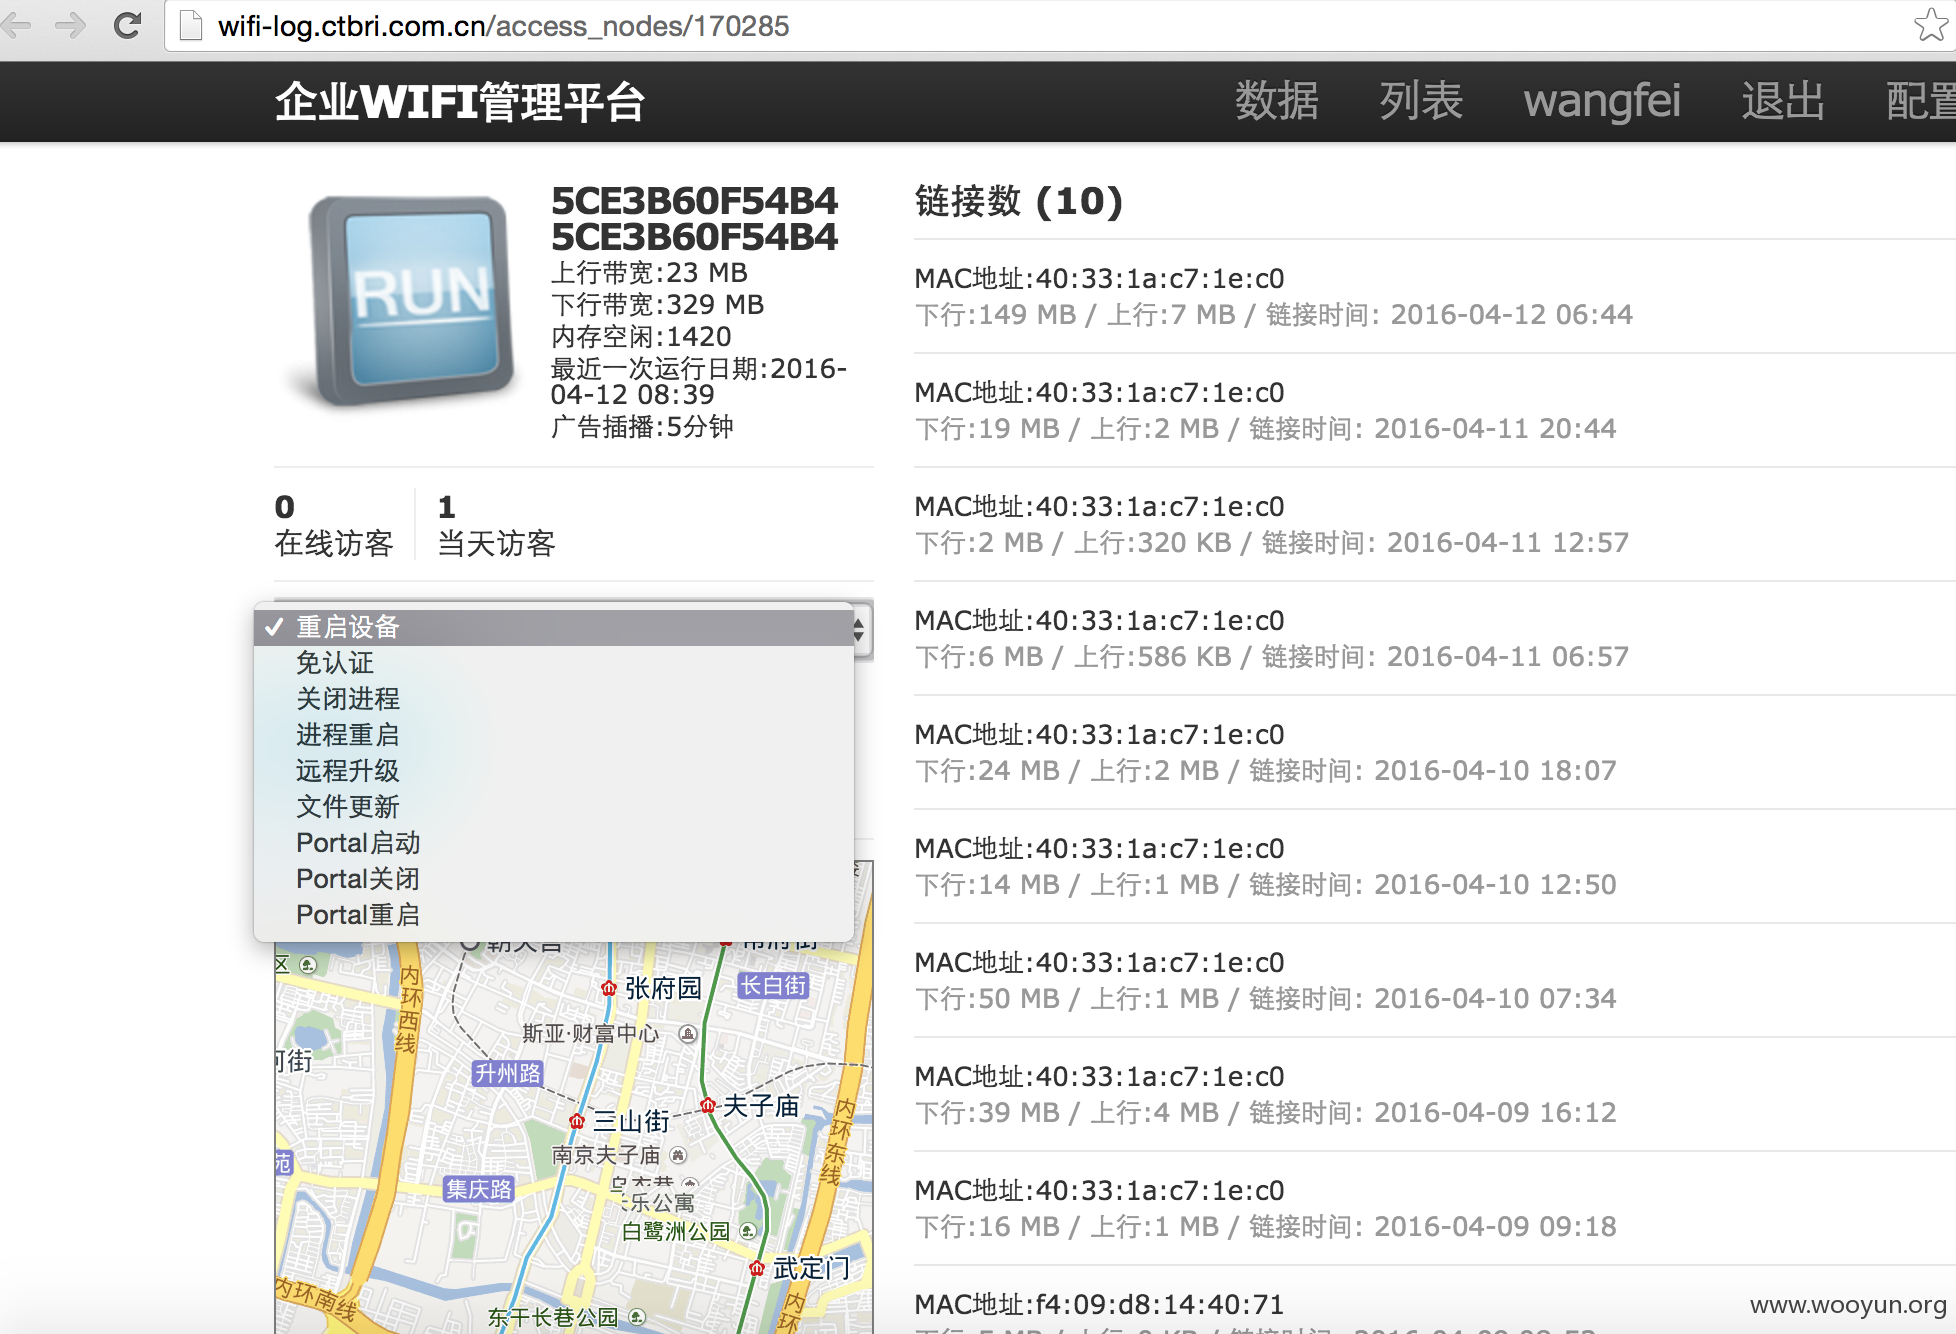 wifi-log.ctbri.com.cn/access_nodes/170285
企业WIFI管理平台
数据
列表
wangfei
退出
配置
RUN
5CE3B60F54B4
5CE3B60F54B4
上行带宽:23 MB
下行带宽:329 MB
内存空闲:1420
最近一次运行日期:2016-
04-12 08:39
广告插播:5分钟
0
在线访客
1
当天访客
✓ 重启设备
免认证
关闭进程
进程重启
远程升级
文件更新
Portal启动
Portal关闭
Portal重启
区
内环西线
张府园
长白街
斯亚·财富中心
升州路
三山街
夫子庙
内环东线
南京夫子庙
苑
集庆路
乐公寓
白鹭洲公园
武定门
内环南线
东干长巷公园
内
链接数 (10)
MAC地址:40:33:1a:c7:1e:c0
下行:149 MB / 上行:7 MB / 链接时间: 2016-04-12 06:44
MAC地址:40:33:1a:c7:1e:c0
下行:19 MB / 上行:2 MB / 链接时间: 2016-04-11 20:44
MAC地址:40:33:1a:c7:1e:c0
下行:2 MB / 上行:320 KB / 链接时间: 2016-04-11 12:57
MAC地址:40:33:1a:c7:1e:c0
下行:6 MB / 上行:586 KB / 链接时间: 2016-04-11 06:57
MAC地址:40:33:1a:c7:1e:c0
下行:24 MB / 上行:2 MB / 链接时间: 2016-04-10 18:07
MAC地址:40:33:1a:c7:1e:c0
下行:14 MB / 上行:1 MB / 链接时间: 2016-04-10 12:50
MAC地址:40:33:1a:c7:1e:c0
下行:50 MB / 上行:1 MB / 链接时间: 2016-04-10 07:34
MAC地址:40:33:1a:c7:1e:c0
下行:39 MB / 上行:4 MB / 链接时间: 2016-04-09 16:12
MAC地址:40:33:1a:c7:1e:c0
下行:16 MB / 上行:1 MB / 链接时间: 2016-04-09 09:18
MAC地址:f4:09:d8:14:40:71
www.wooyun.org